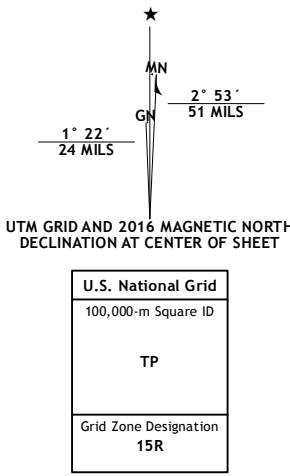 ★
MN
GN
2° 53´
51 MILS
1° 22´
24 MILS
UTM GRID AND 2016 MAGNETIC NORTH
DECLINATION AT CENTER OF SHEET
U.S. National Grid
100,000-m Square ID
TP
Grid Zone Designation
15R